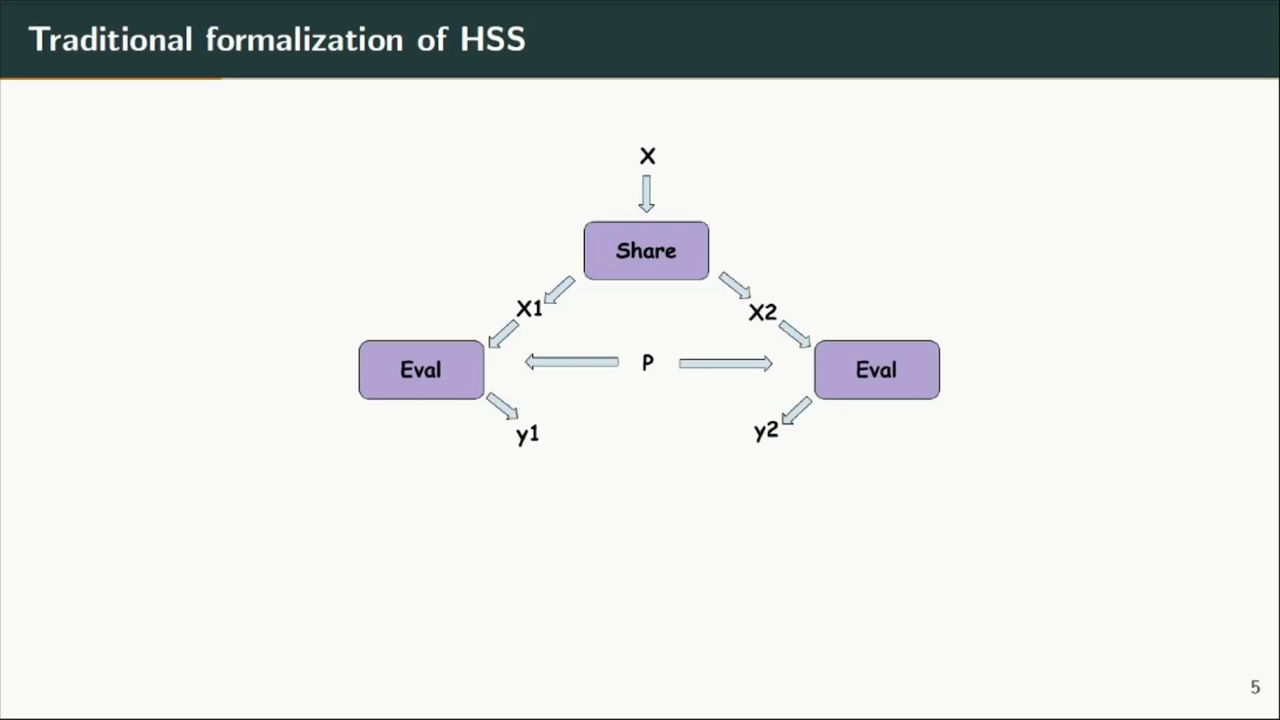 Traditional formalization of HSS
X
Share
X1
X2
Eval
P
Eval
y1
y2
5